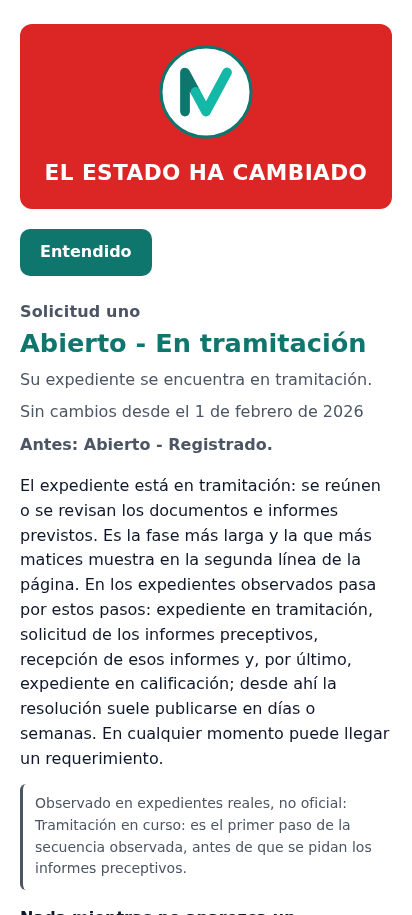 EL ESTADO HA CAMBIADO
Entendido
Solicitud uno
Abierto - En tramitación
Su expediente se encuentra en tramitación.
Sin cambios desde el 1 de febrero de 2026
Antes: Abierto - Registrado.
El expediente está en tramitación: se reúnen
o se revisan los documentos e informes
previstos. Es la fase más larga y la que más
matices muestra en la segunda línea de la
página. En los expedientes observados pasa
por estos pasos: expediente en tramitación,
solicitud de los informes preceptivos,
recepción de esos informes y, por último,
expediente en calificación; desde ahí la
resolución suele publicarse en días o
semanas. En cualquier momento puede llegar
un requerimiento.
Observado en expedientes reales, no oficial:
Tramitación en curso: es el primer paso de la
secuencia observada, antes de que se pidan los
informes preceptivos.